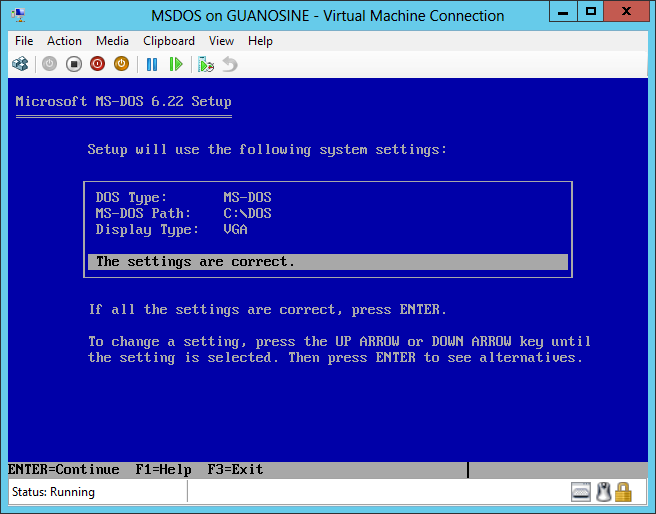 MSDOS on GUANOSINE - Virtual Machine Connection
File Action Media Clipboard View Help
Microsoft MS-DOS 6.22 Setup
Setup will use the following system settings:
DOS Type: MS-DOS
MS-DOS Path: C:\DOS
Display Type: VGA
The settings are correct.
If all the settings are correct, press ENTER.
To change a setting, press the UP ARROW or DOWN ARROW key until
the setting is selected. Then press ENTER to see alternatives.
ENTER=Continue F1=Help F3=Exit
Status: Running